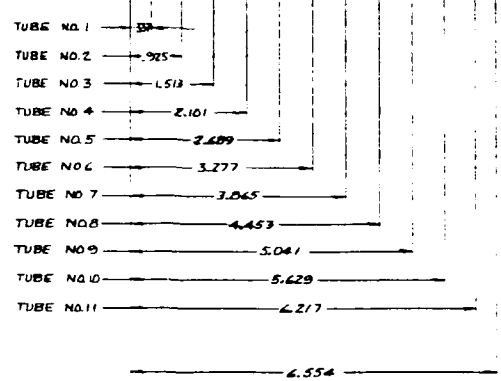 TUBE NO. 1 .337
TUBE NO. 2 .925
TUBE NO. 3 1.513
TUBE NO 4 2.101
TUBE NO. 5 2.689
TUBE NO 6 3.277
TUBE NO 7 3.865
TUBE NO. 8 4.453
TUBE NO 9 5.041
TUBE NO. 10 5.629
TUBE NO. 11 6.217
6.554